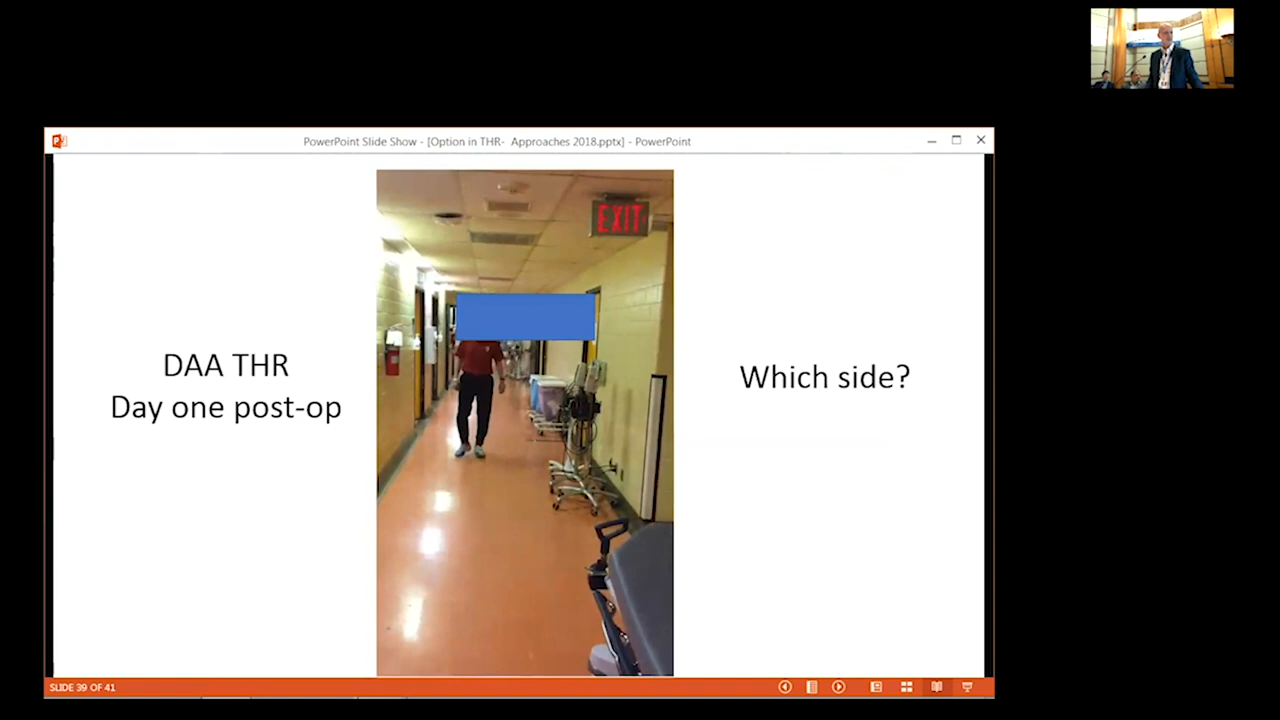 PowerPoint Slide Show - [Option in THR- Approaches 2018.pptx] - PowerPoint
EXIT
DAA THR
Day one post-op
Which side?
SLIDE 39 OF 41